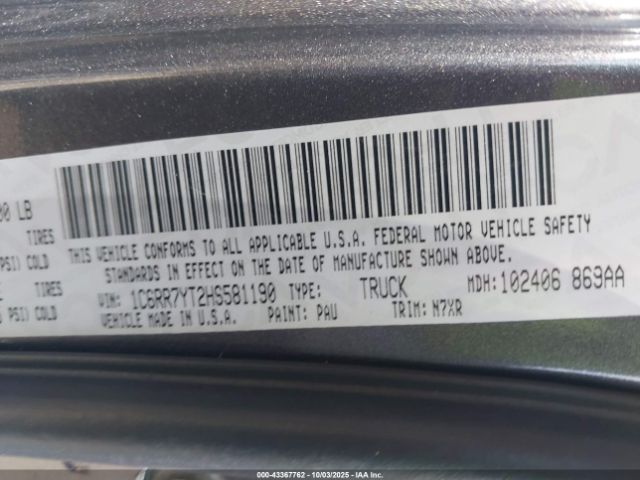 00 LB
TIRES
PSI) COLD
TIRES
PSI) COLD
THIS VEHICLE CONFORMS TO ALL APPLICABLE U.S.A. FEDERAL MOTOR VEHICLE SAFETY
STANDARDS IN EFFECT ON THE DATE OF MANUFACTURE SHOWN ABOVE.
VIN: 1C6RR7YT2HS581190 TYPE: TRUCK MDH: 102406 869AA
VEHICLE MADE IN U.S.A. PAINT: PAU TRIM: N7XR
000-43367762 - 10/03/2025 - IAA Inc.